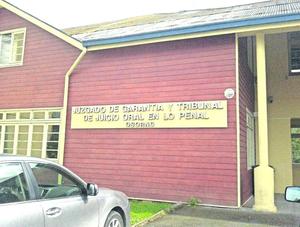 JUZGADO DE GARANTIA Y TRIBUNAL
DE JUICIO ORAL EN LO PENAL
OSORNO